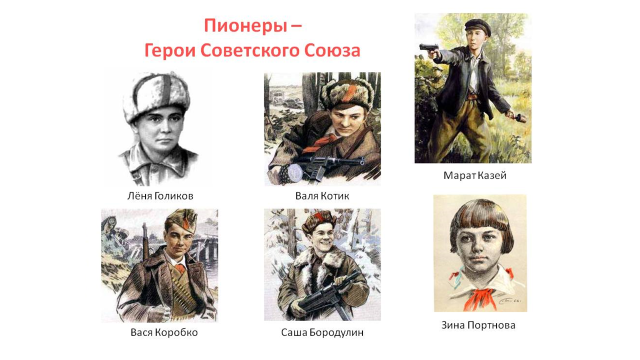 Пионеры –
Герои Советского Союза
Лёня Голиков
Валя Котик
Марат Казей
Вася Коробко
Саша Бородулин
Зина Портнова